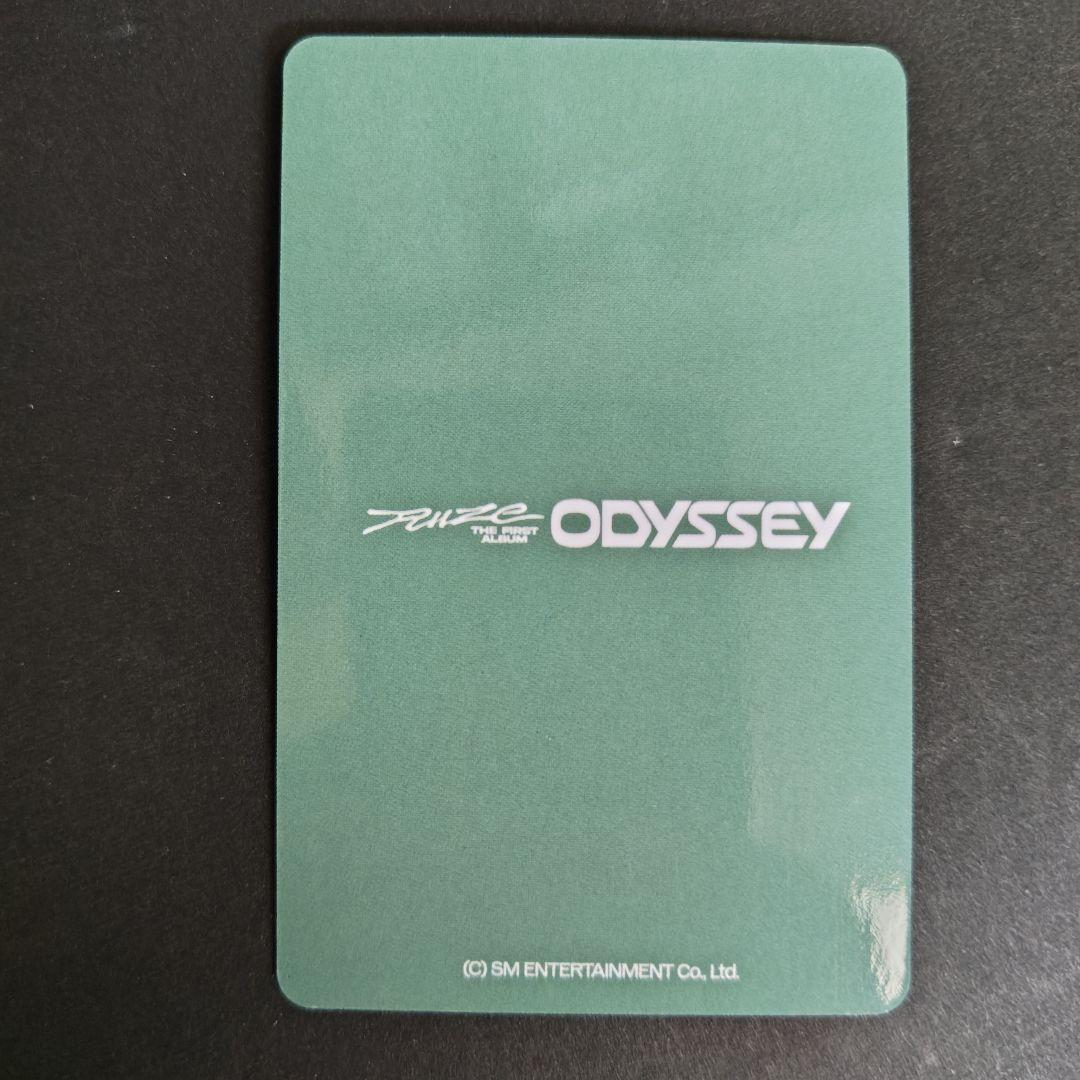 RIIZE
THE FIRST
ALBUM
ODYSSEY
(C) SM ENTERTAINMENT Co., Ltd.